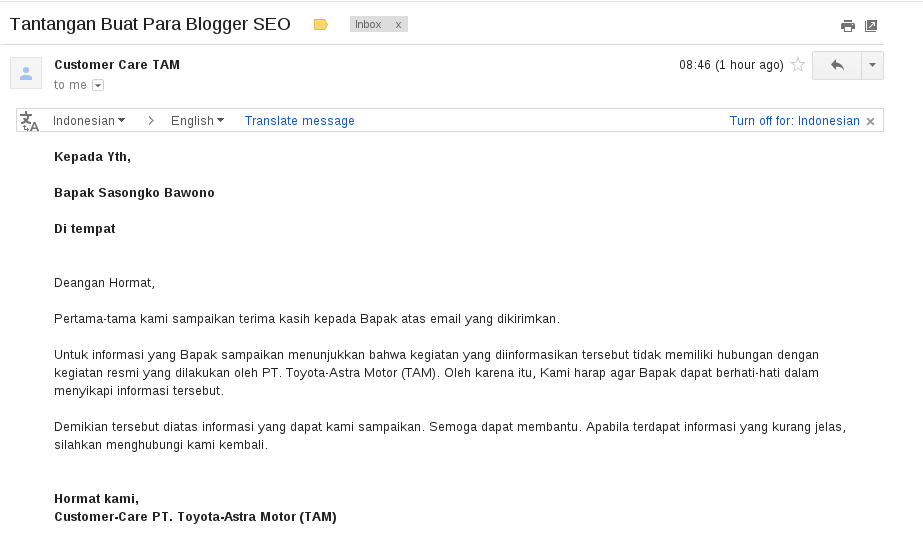 Tantangan Buat Para Blogger SEO
Inbox x
Customer Care TAM
08:46 (1 hour ago)
to me
Indonesian > English Translate message
Turn off for: Indonesian ×
Kepada Yth,
Bapak Sasongko Bawono
Di tempat
Deangan Hormat,
Pertama-tama kami sampaikan terima kasih kepada Bapak atas email yang dikirimkan.
Untuk informasi yang Bapak sampaikan menunjukkan bahwa kegiatan yang diinformasikan tersebut tidak memiliki hubungan dengan
kegiatan resmi yang dilakukan oleh PT. Toyota-Astra Motor (TAM). Oleh karena itu, Kami harap agar Bapak dapat berhati-hati dalam
menyikapi informasi tersebut.
Demikian tersebut diatas informasi yang dapat kami sampaikan. Semoga dapat membantu. Apabila terdapat informasi yang kurang jelas,
silahkan menghubungi kami kembali.
Hormat kami,
Customer-Care PT. Toyota-Astra Motor (TAM)